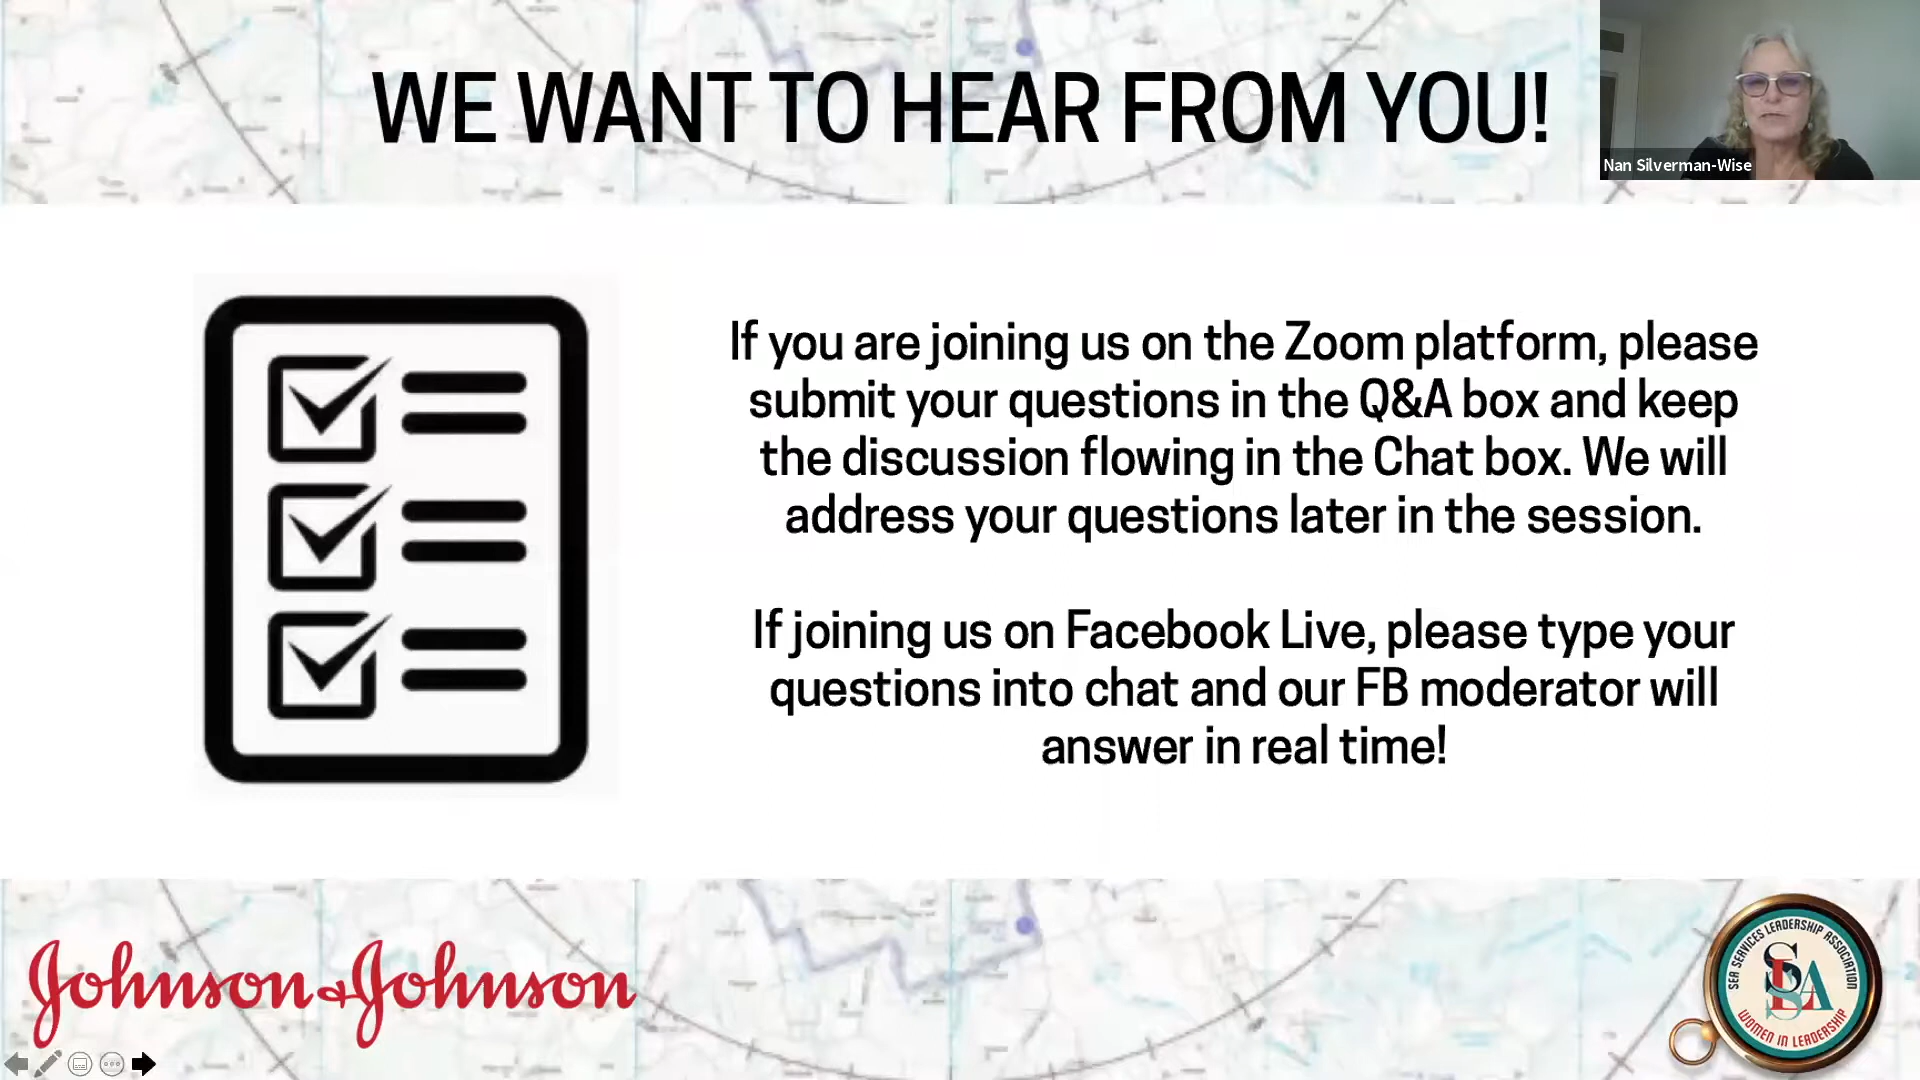 WE WANT TO HEAR FROM YOU!
Nan Silverman-Wise
If you are joining us on the Zoom platform, please
submit your questions in the Q&A box and keep
the discussion flowing in the Chat box. We will
address your questions later in the session.
If joining us on Facebook Live, please type your
questions into chat and our FB moderator will
answer in real time!
Johnson & Johnson
SEA SERVICES LEADERSHIP ASSOCIATION
SSLA
WOMEN IN LEADERSHIP